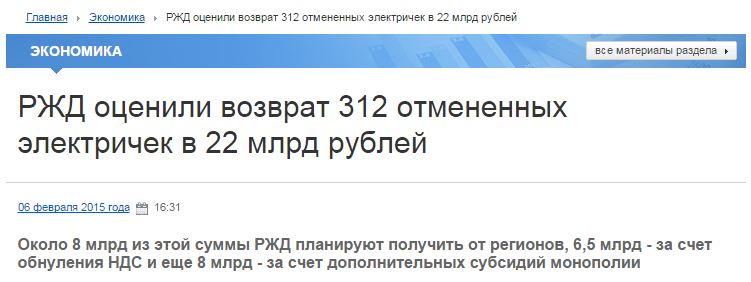 Главная › Экономика › РЖД оценили возврат 312 отмененных электричек в 22 млрд рублей
ЭКОНОМИКА все материалы раздела
РЖД оценили возврат 312 отмененных
электричек в 22 млрд рублей
06 февраля 2015 года 16:31
Около 8 млрд из этой суммы РЖД планируют получить от регионов, 6,5 млрд - за счет
обнуления НДС и еще 8 млрд - за счет дополнительных субсидий монополии